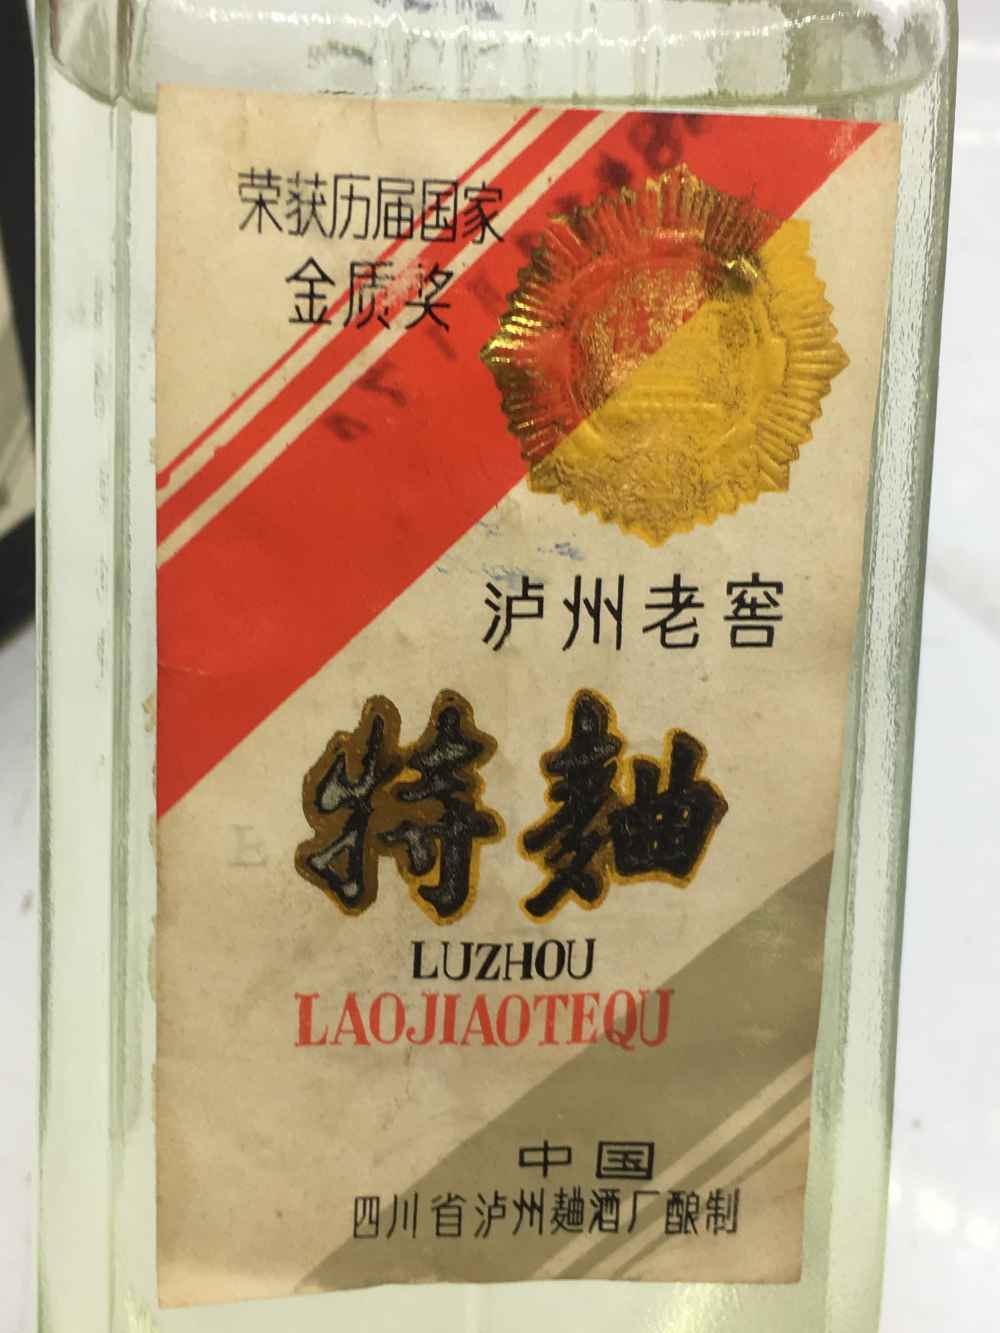 荣获历届国家
金质奖
泸州老窖
特麯
LUZHOU
LAOJIAOTEQU
中国
四川省泸州麯酒厂酿制